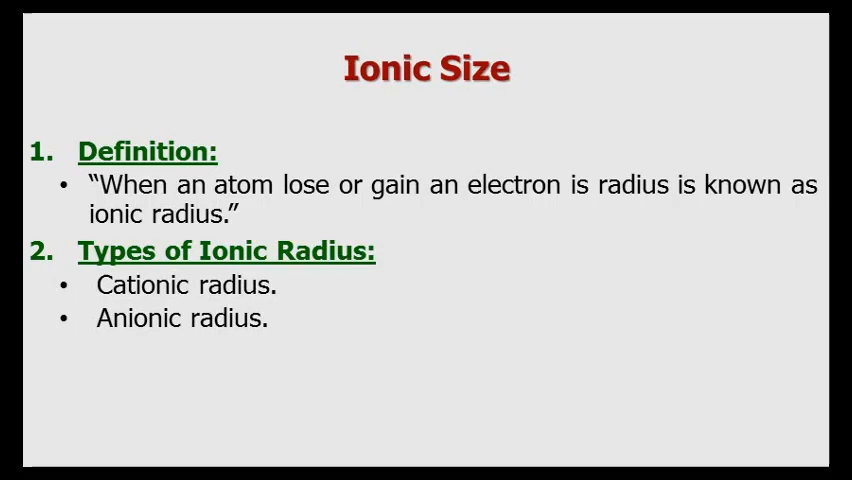 Ionic Size
1. Definition:
• “When an atom lose or gain an electron is radius is known as
ionic radius.”
2. Types of Ionic Radius:
• Cationic radius.
• Anionic radius.